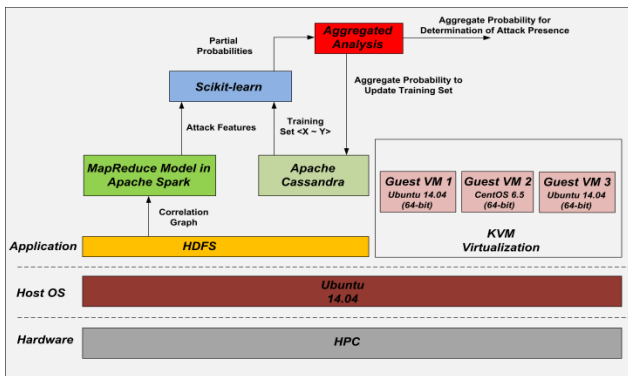 Aggregate Probability for
Determination of Attack Presence
Aggregated
Analysis
Partial
Probabilities
Aggregate Probability to
Update Training Set
Scikit-learn
Attack Features
Training
Set <X ~ Y>
MapReduce Model in
Apache Spark
Apache
Cassandra
Guest VM 1
Ubuntu 14.04
(64-bit)
Guest VM 2
CentOS 6.5
(64-bit)
Guest VM 3
Ubuntu 14.04
(64-bit)
KVM
Virtualization
Correlation
Graph
Application
HDFS
Host OS
Ubuntu
14.04
Hardware
HPC